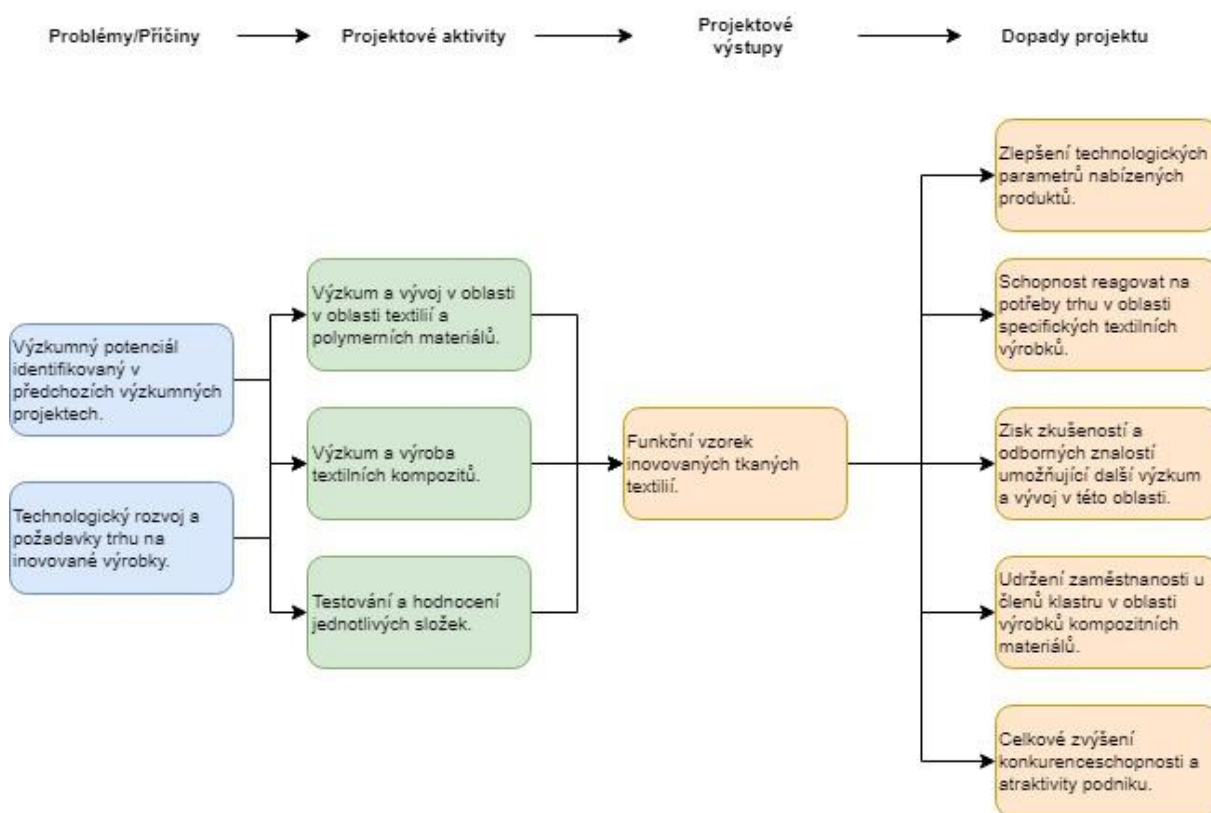 Problémy/Příčiny
Projektové aktivity
Projektové
výstupy
Dopady projektu
Výzkumný potenciál
identifikovaný v
předchozích výzkumných
projektech.
Technologický rozvoj a
požadavky trhu na
inovované výrobky.
Výzkum a vývoj v oblasti
v oblasti textilií a
polymerních materiálů.
Výzkum a výroba
textilních kompozitů.
Testování a hodnocení
jednotlivých složek.
Funkční vzorek
inovovaných tkaných
textilií.
Zlepšení technologických
parametrů nabízených
produktů.
Schopnost reagovat na
potřeby trhu v oblasti
specifických textilních
výrobků.
Zisk zkušeností a
odborných znalostí
umožňující další výzkum
a vývoj v této oblasti.
Udržení zaměstnanosti u
členů klastru v oblasti
výrobků kompozitních
materiálů.
Celkové zvýšení
konkurenceschopnosti a
atraktivity podniku.